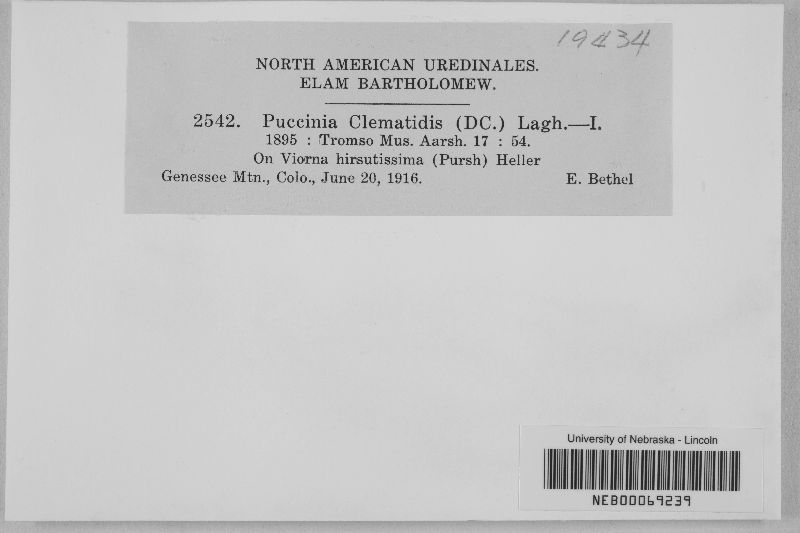 19434
NORTH AMERICAN UREDINALES.
ELAM BARTHOLOMEW.
2542. Puccinia Clematidis (DC.) Lagh.—I.
1895 : Tromso Mus. Aarsh. 17 : 54.
On Viorna hirsutissima (Pursh) Heller
Genessee Mtn., Colo., June 20, 1916. E. Bethel
University of Nebraska - Lincoln
NEB00069239